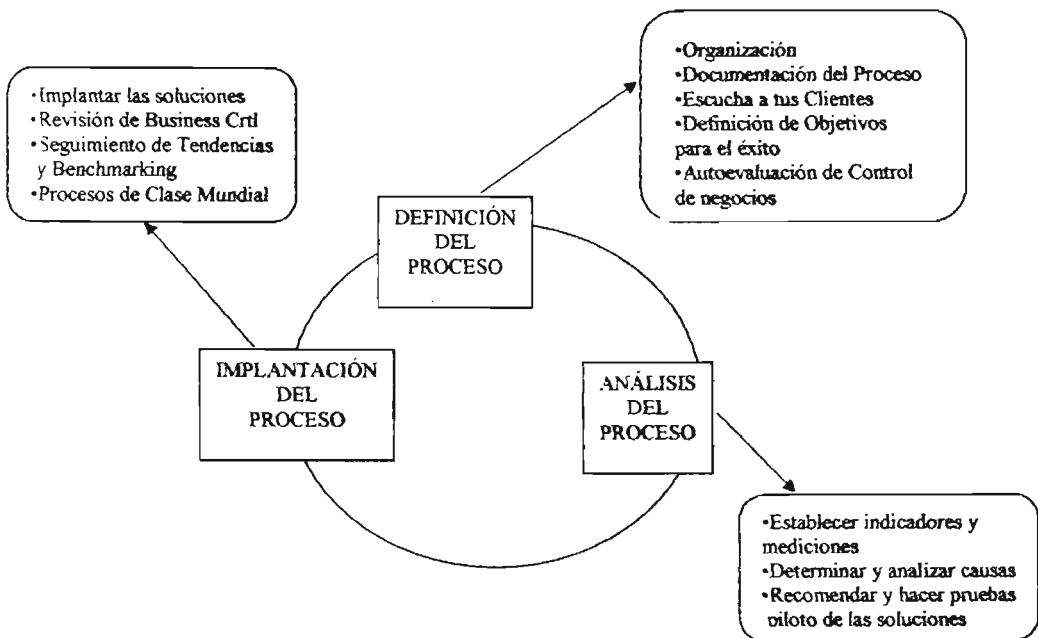 •Organización
•Documentación del Proceso
•Escucha a tus Clientes
•Definición de Objetivos
para el éxito
•Autoevaluación de Control
de negocios
•Implantar las soluciones
•Revisión de Business Crtl
•Seguimiento de Tendencias
y Benchmarking
•Procesos de Clase Mundial
DEFINICIÓN
DEL
PROCESO
IMPLANTACIÓN
DEL
PROCESO
ANÁLISIS
DEL
PROCESO
•Establecer indicadores y
mediciones
•Determinar y analizar causas
•Recomendar y hacer pruebas
piloto de las soluciones